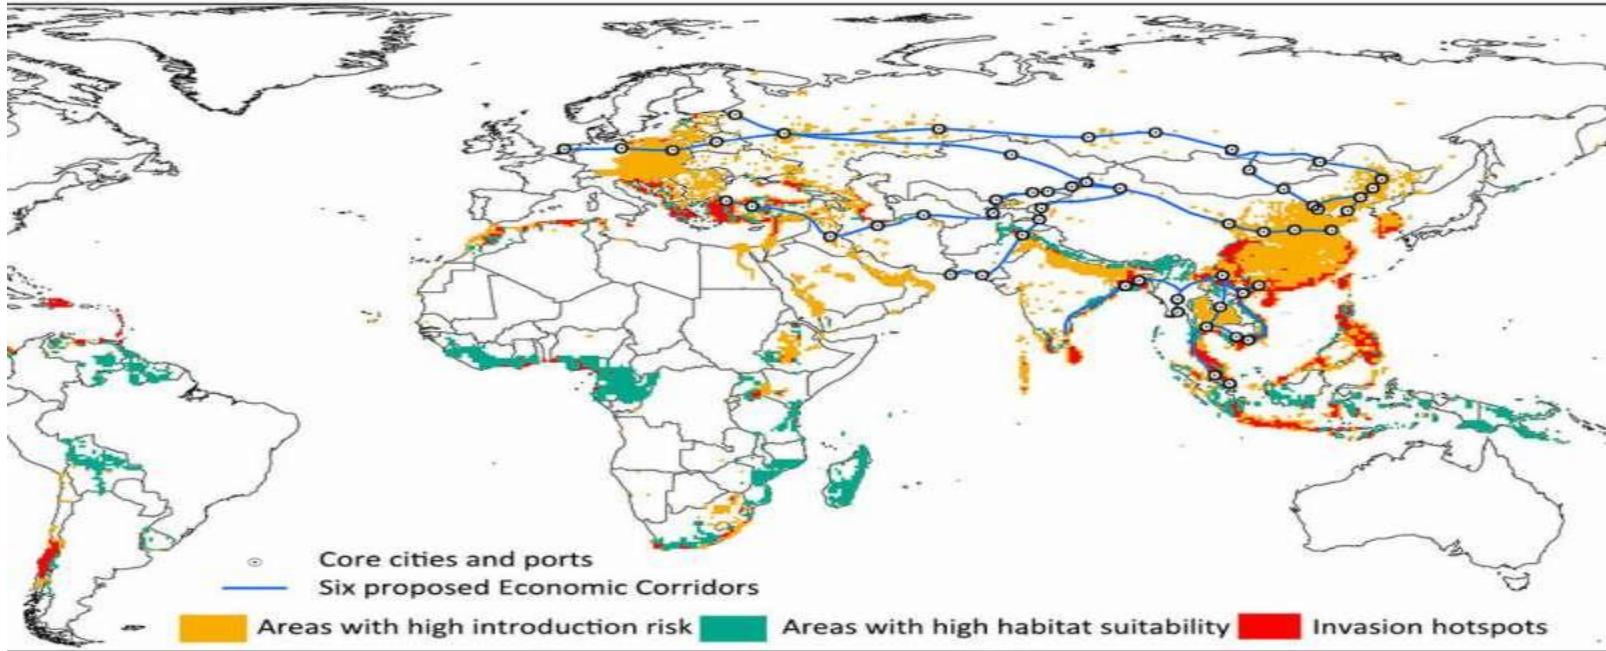 Core cities and ports
Six proposed Economic Corridors
Areas with high introduction risk Areas with high habitat suitability Invasion hotspots